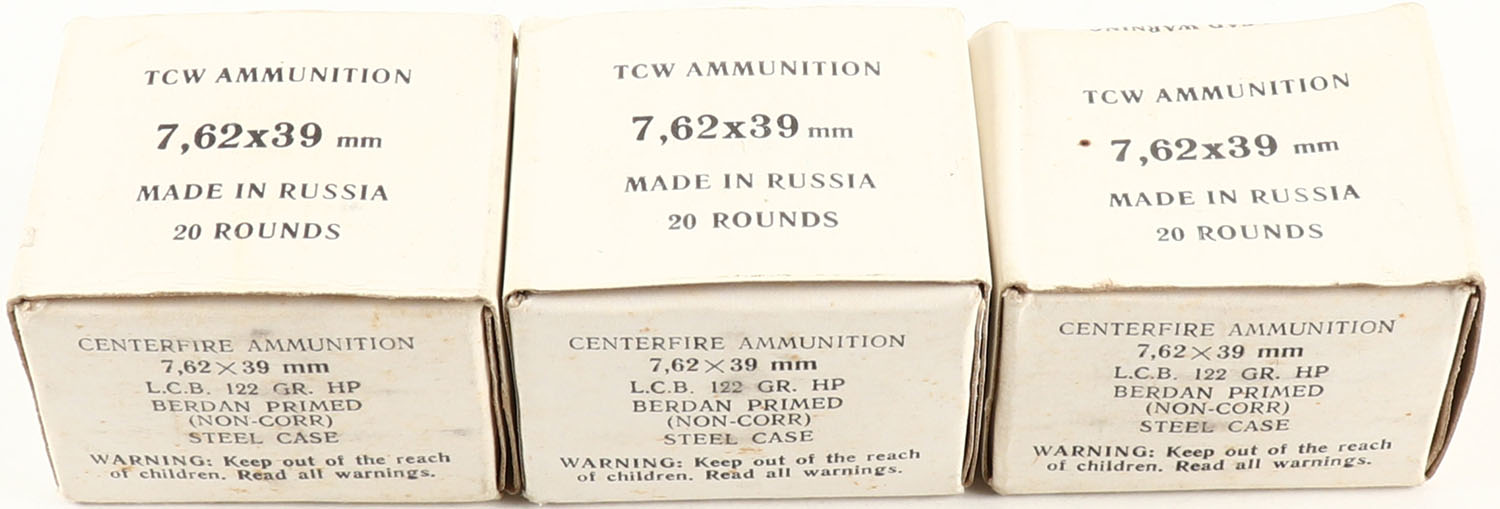 TCW AMMUNITION
7,62x39 mm
MADE IN RUSSIA
20 ROUNDS
CENTERFIRE AMMUNITION
7,62×39 mm
L.C.B. 122 GR. HP
BERDAN PRIMED
(NON-CORR)
STEEL CASE
WARNING: Keep out of the reach
of children. Read all warnings.
TCW AMMUNITION
7,62x39 mm
MADE IN RUSSIA
20 ROUNDS
CENTERFIRE AMMUNITION
7,62×39 mm
L.C.B. 122 GR. HP
BERDAN PRIMED
(NON-CORR)
STEEL CASE
WARNING: Keep out of the reach
of children. Read all warnings.
TCW AMMUNITION
7,62x39 mm
MADE IN RUSSIA
20 ROUNDS
CENTERFIRE AMMUNITION
7,62×39 mm
L.C.B. 122 GR. HP
BERDAN PRIMED
(NON-CORR)
STEEL CASE
WARNING: Keep out of the reach
of children. Read all warnings.